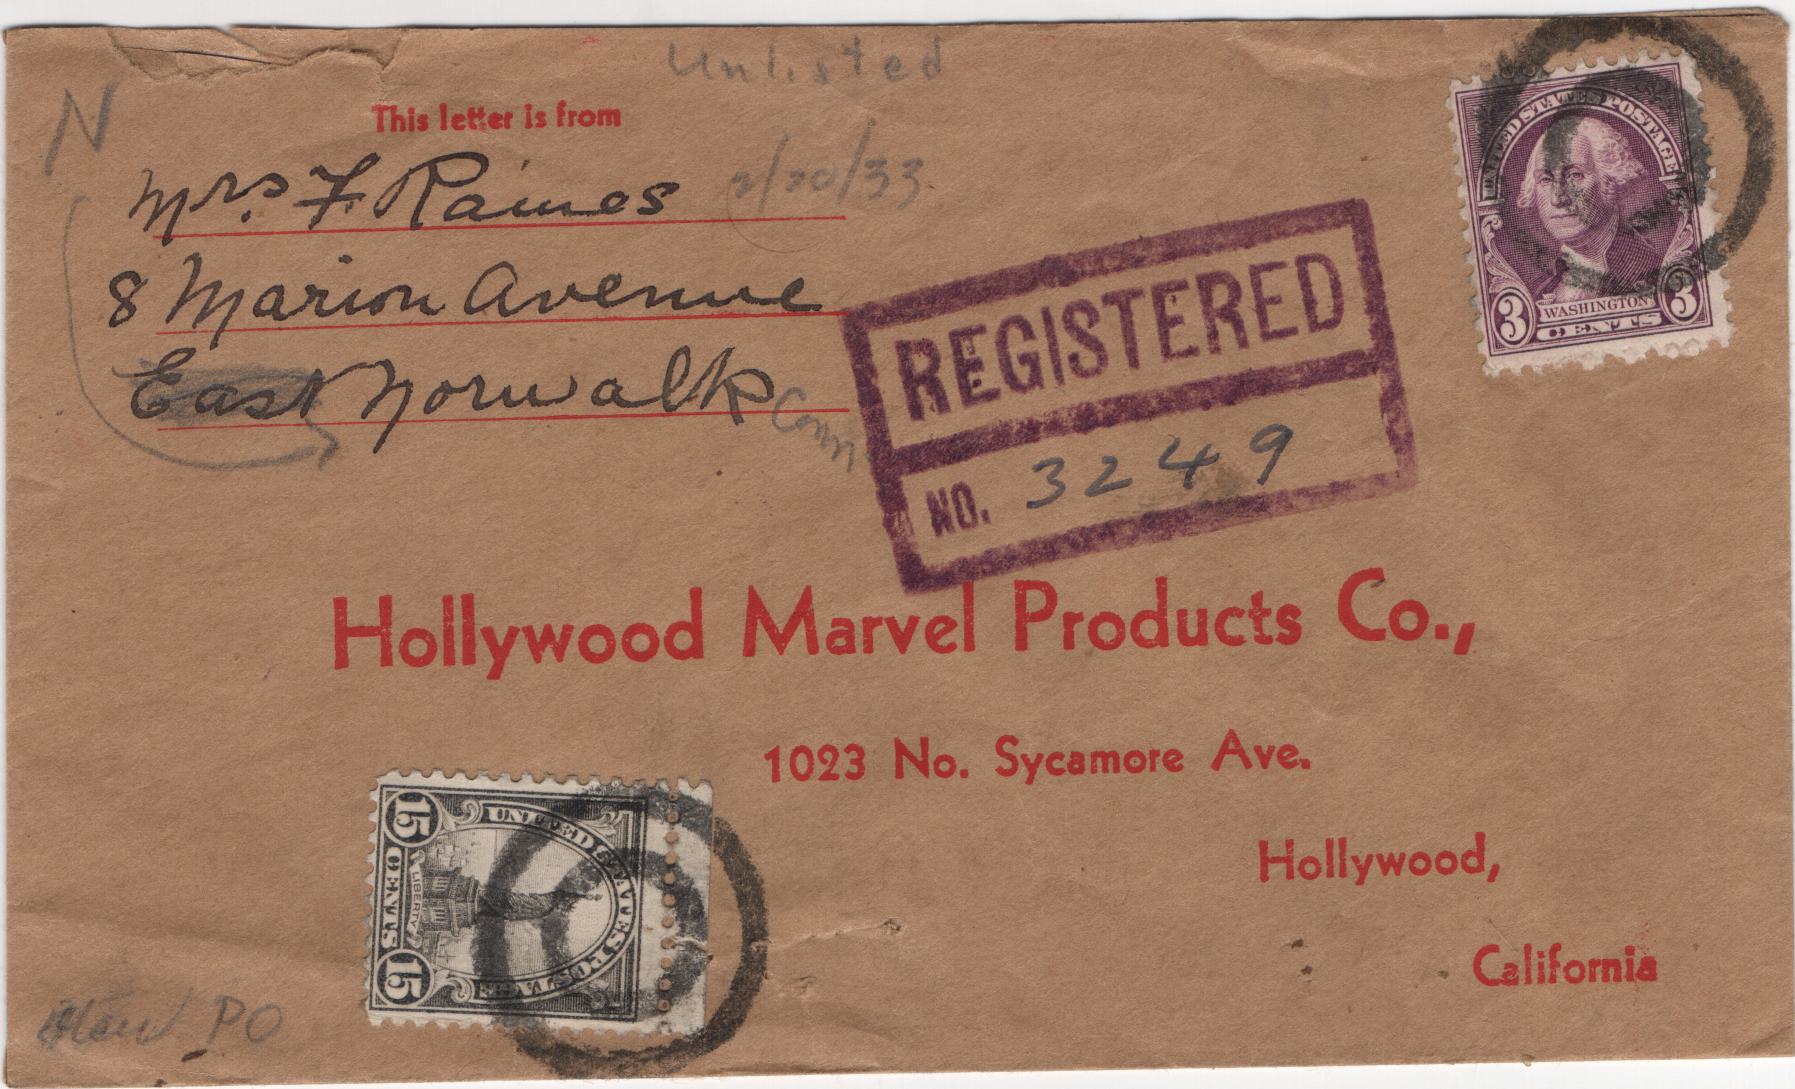 Unlisted
N
This letter is from
Mrs. F. Raines
2/20/33
8 Marion Avenue
East Norwalk
Conn
REGISTERED
NO. 3249
UNITED STATES POSTAGE
3 WASHINGTON 3
CENTS
Hollywood Marvel Products Co.,
1023 No. Sycamore Ave.
Hollywood,
California
UNITED STATES POSTAGE
LIBERTY
15 CENTS 15
PO